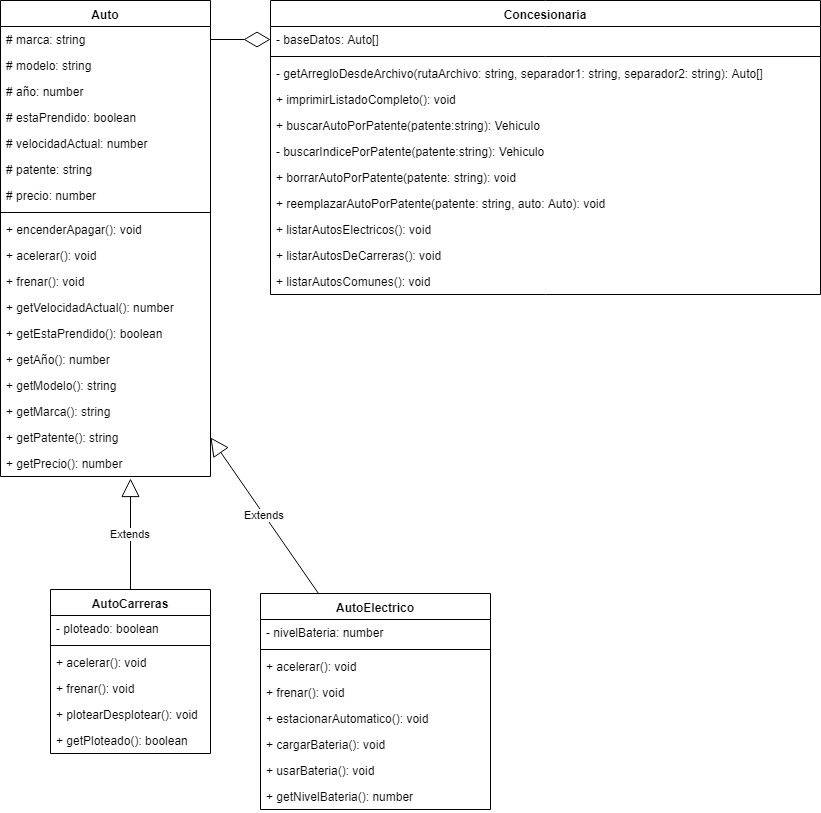 Auto
# marca: string
# modelo: string
# año: number
# estaPrendido: boolean
# velocidadActual: number
# patente: string
# precio: number
+ encenderApagar(): void
+ acelerar(): void
+ frenar(): void
+ getVelocidadActual(): number
+ getEstaPrendido(): boolean
+ getAño(): number
+ getModelo(): string
+ getMarca(): string
+ getPatente(): string
+ getPrecio(): number
Concesionaria
- baseDatos: Auto[]
- getArregloDesdeArchivo(rutaArchivo: string, separador1: string, separador2: string): Auto[]
+ imprimirListadoCompleto(): void
+ buscarAutoPorPatente(patente:string): Vehiculo
- buscarIndicePorPatente(patente:string): Vehiculo
+ borrarAutoPorPatente(patente: string): void
+ reemplazarAutoPorPatente(patente: string, auto: Auto): void
+ listarAutosElectricos(): void
+ listarAutosDeCarreras(): void
+ listarAutosComunes(): void
Extends
Extends
AutoCarreras
- ploteado: boolean
+ acelerar(): void
+ frenar(): void
+ plotearDesplotear(): void
+ getPloteado(): boolean
AutoElectrico
- nivelBateria: number
+ acelerar(): void
+ frenar(): void
+ estacionarAutomatico(): void
+ cargarBateria(): void
+ usarBateria(): void
+ getNivelBateria(): number